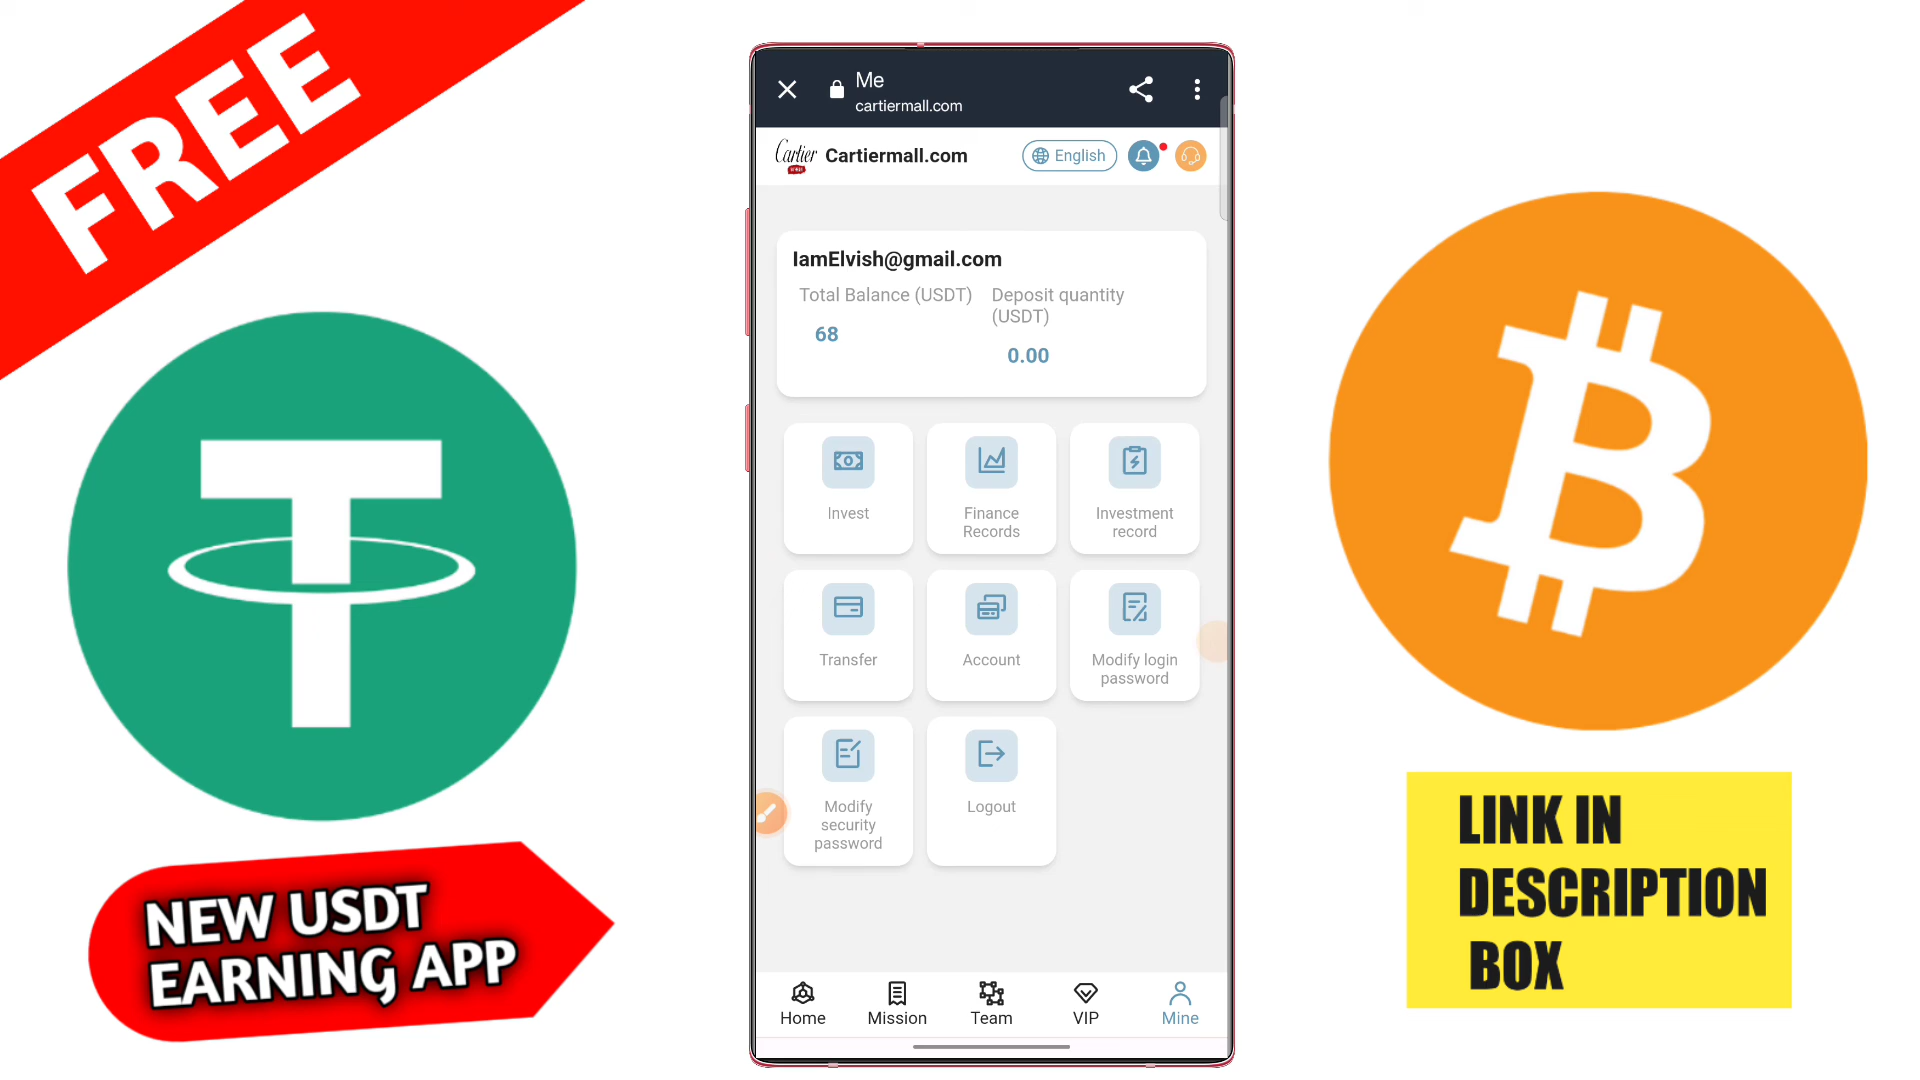 FREE
Me
cartiermall.com
Cartier
Cartiermall.com
English
IamElvish@gmail.com
Total Balance (USDT)
68
Deposit quantity
(USDT)
0.00
Invest
Finance
Records
Investment
record
Transfer
Account
Modify login
password
Modify
security
password
Logout
Home
Mission
Team
VIP
Mine
NEW USDT
EARNING APP
LINK IN
DESCRIPTION
BOX